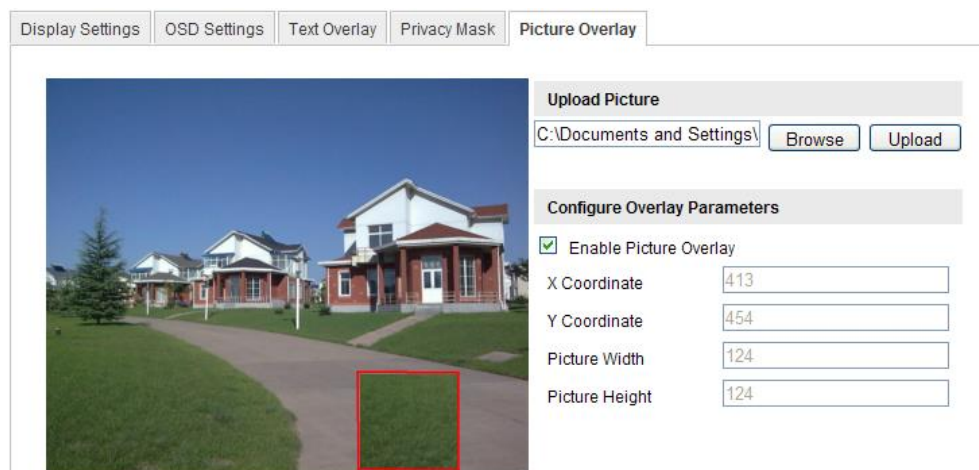 Display Settings
OSD Settings
Text Overlay
Privacy Mask
Picture Overlay
Upload Picture
C:\Documents and Settings\
Browse
Upload
Configure Overlay Parameters
Enable Picture Overlay
X Coordinate 413
Y Coordinate 454
Picture Width 124
Picture Height 124